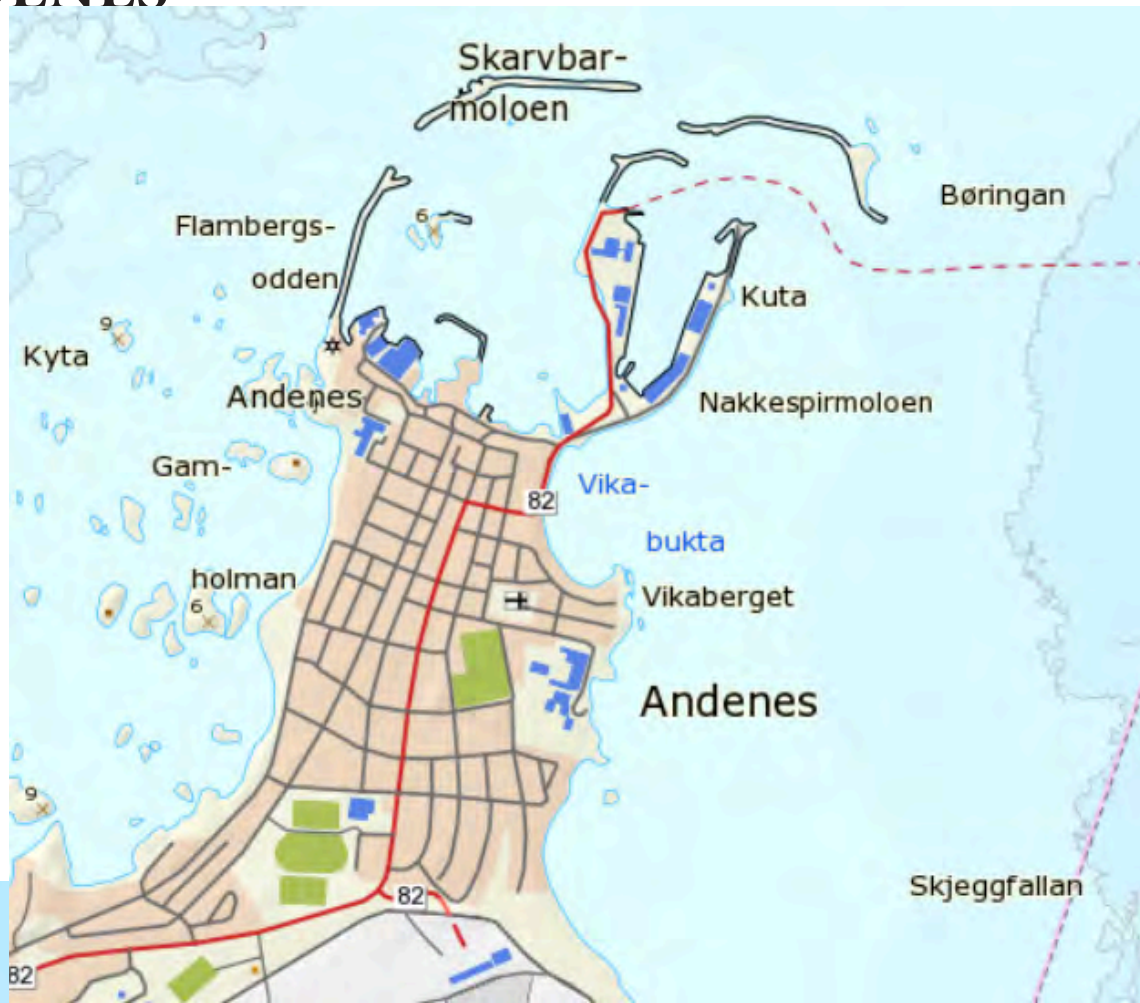 Skarvbar-
moloen
Børingan
Flambergs-
odden
6
Kuta
9
Kyta
Andenes
Nakkespirmoloen
Gam-
82
Vika-
bukta
holman
6
Vikaberget
Andenes
9
82
Skjeggfallan
82